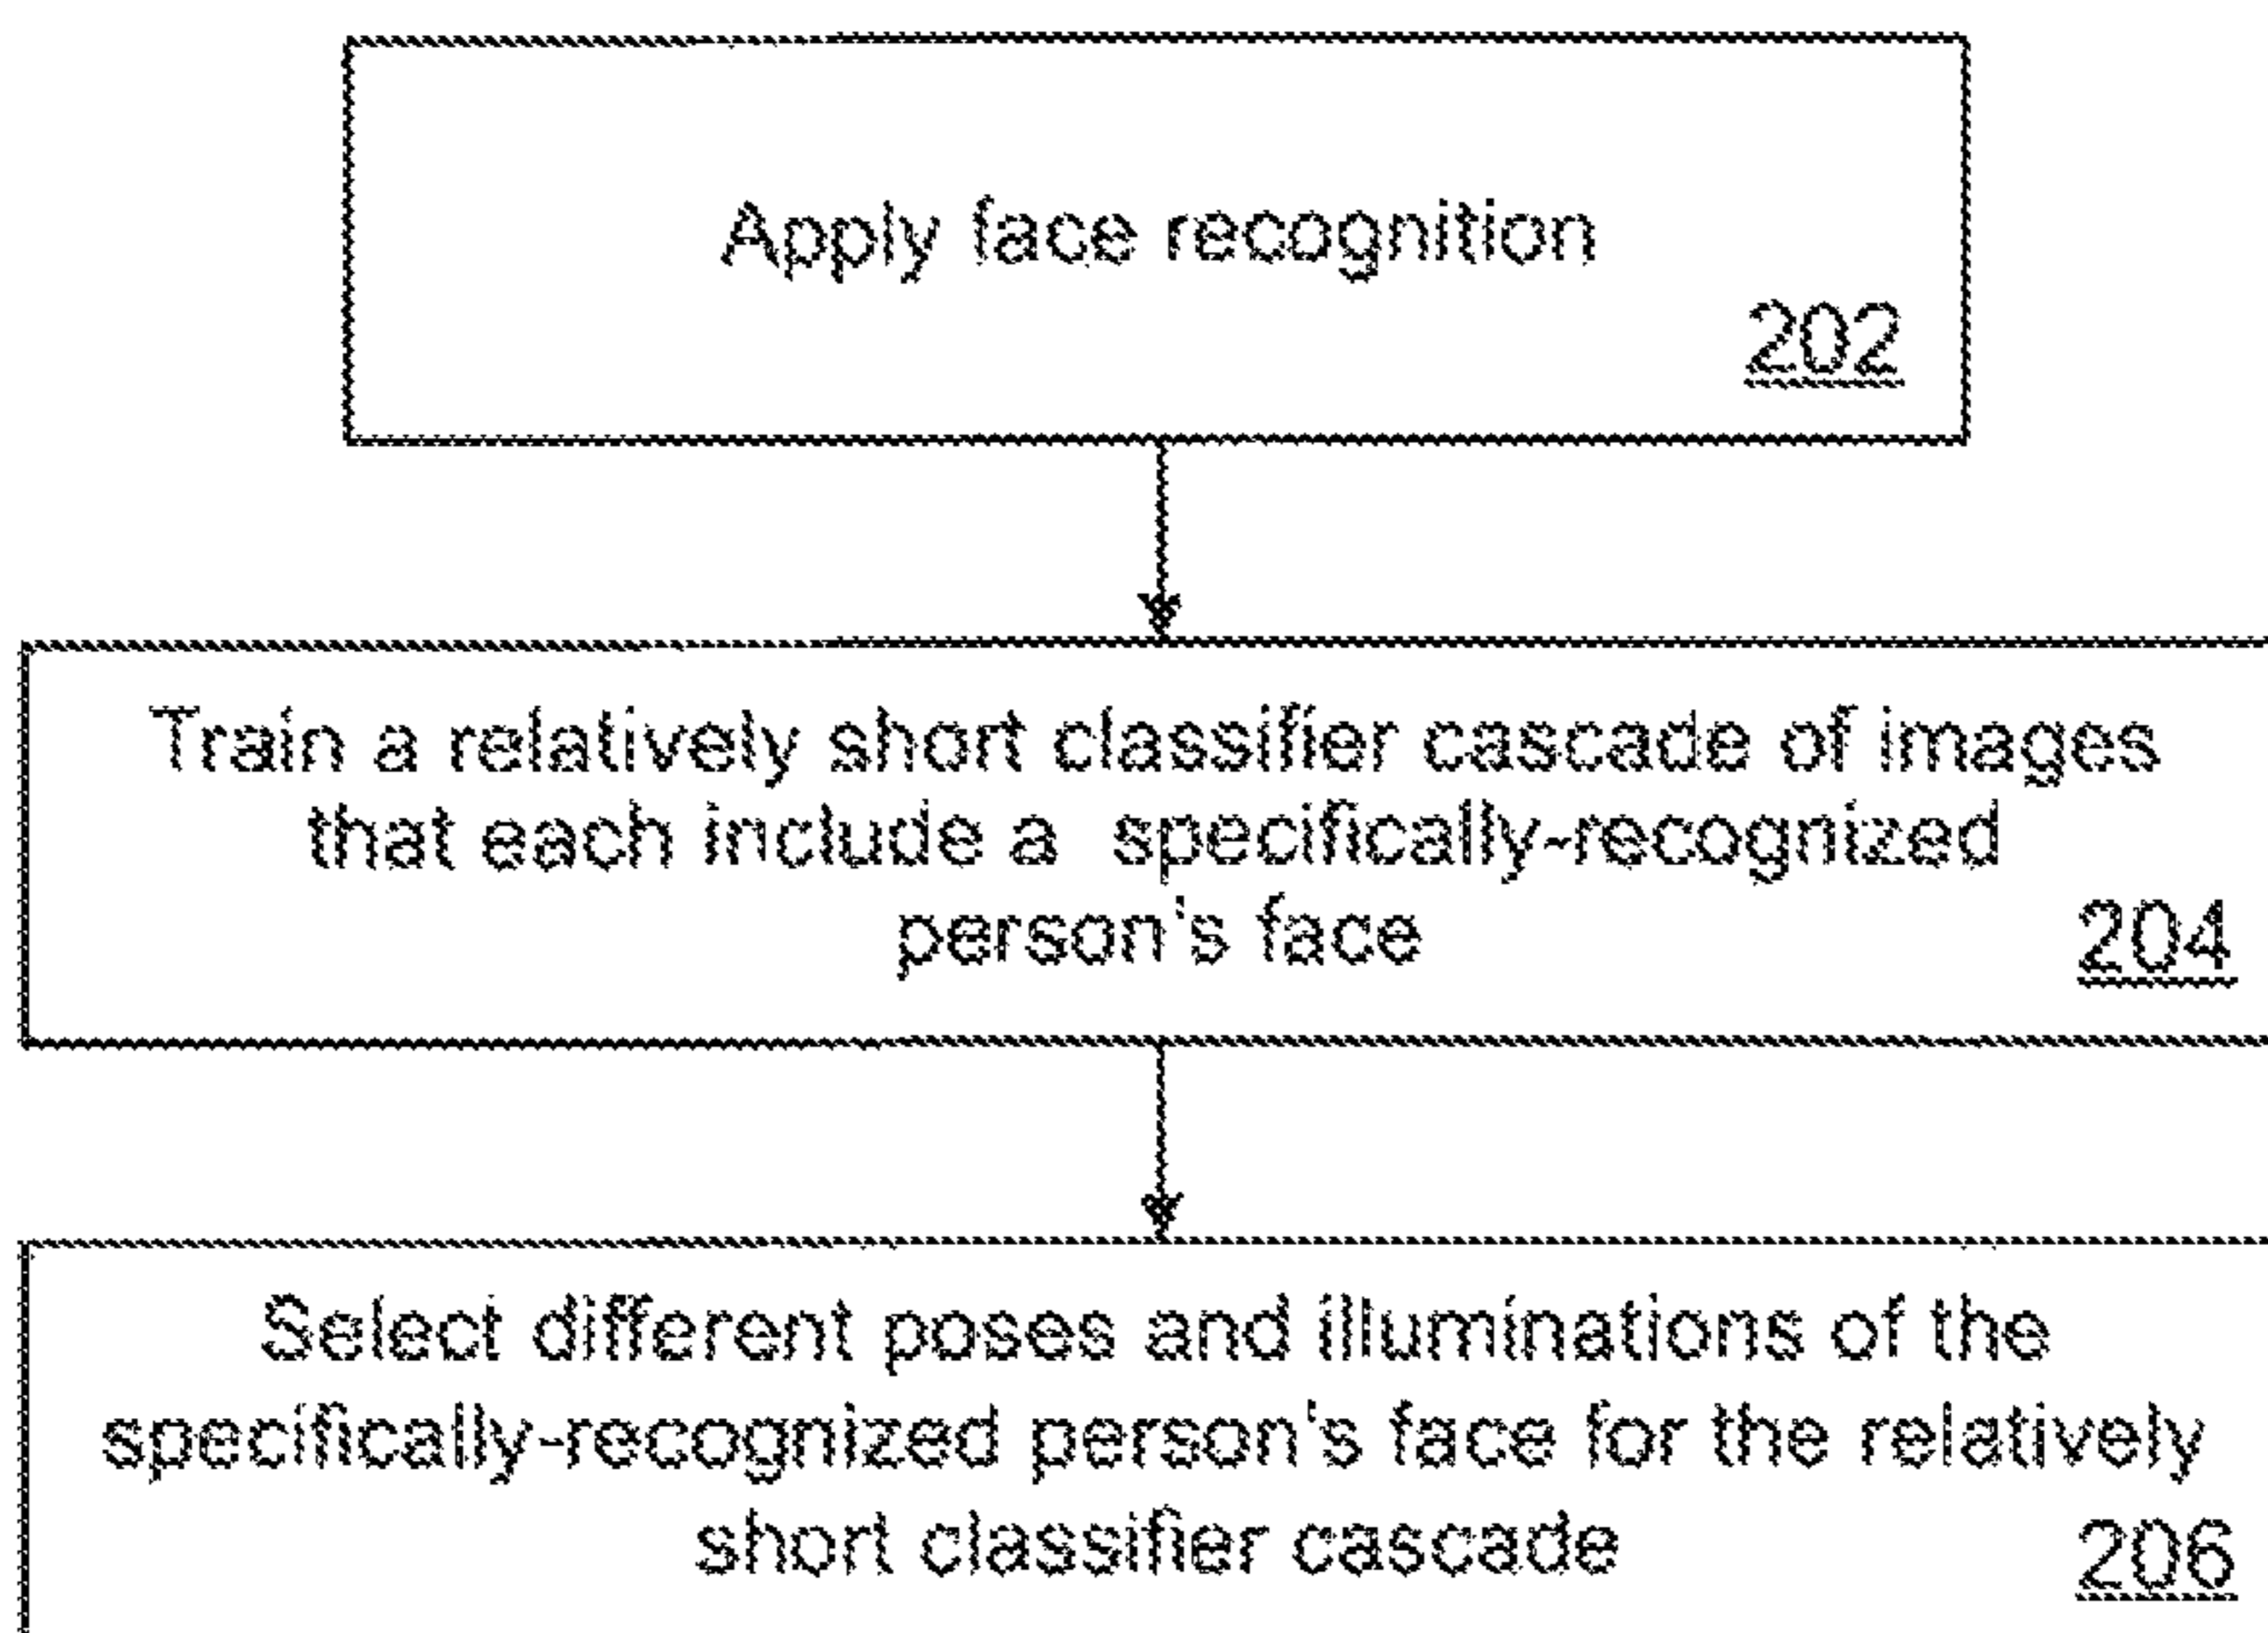 Apply face recognition
202
Train a relatively short classifier cascade of images
that each include a specifically-recognized
person's face
204
Select different poses and illuminations of the
specifically-recognized person's face for the relatively
short classifier cascade
206